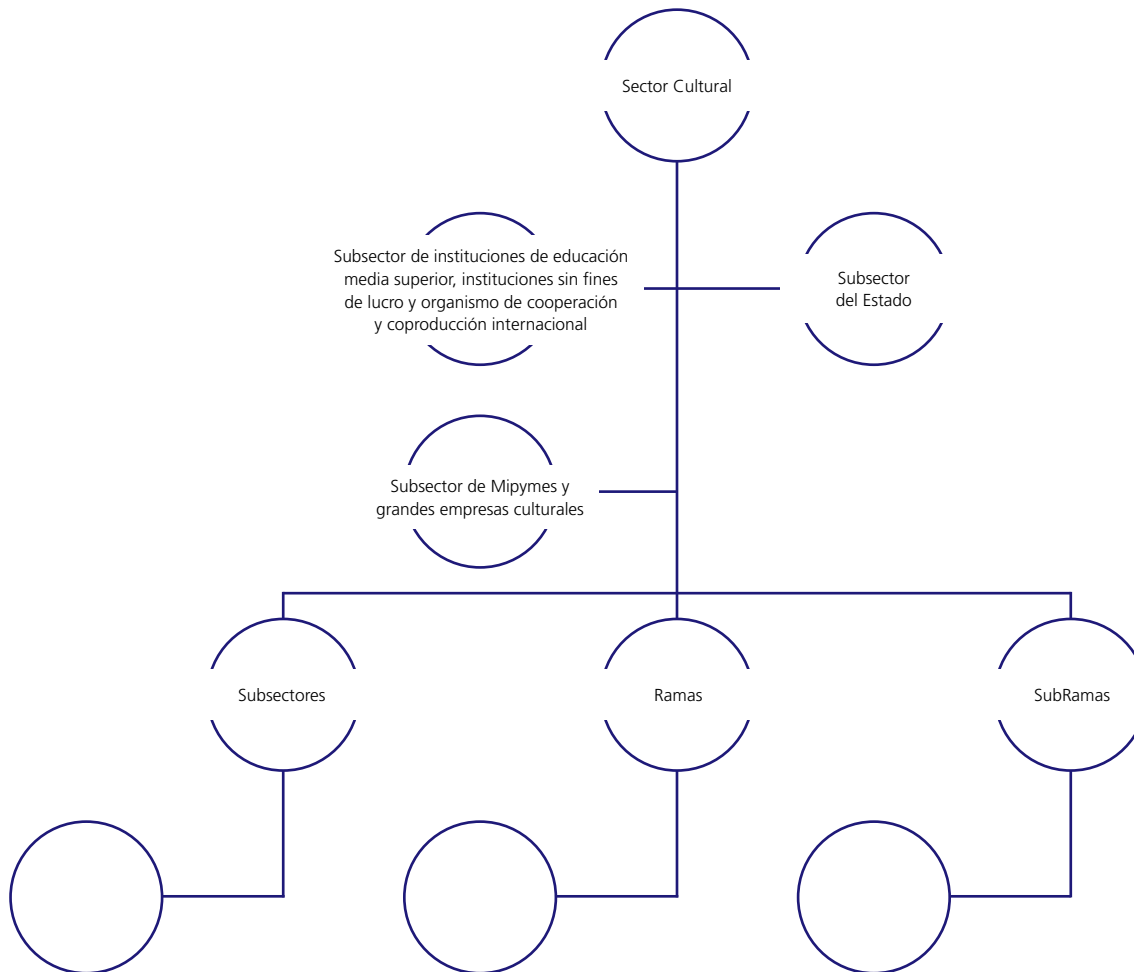 Sector Cultural
Subsector de instituciones de educación
media superior, instituciones sin fines
de lucro y organismo de cooperación
y coproducción internacional
Subsector
del Estado
Subsector de Mipymes y
grandes empresas culturales
Subsectores
Ramas
SubRamas